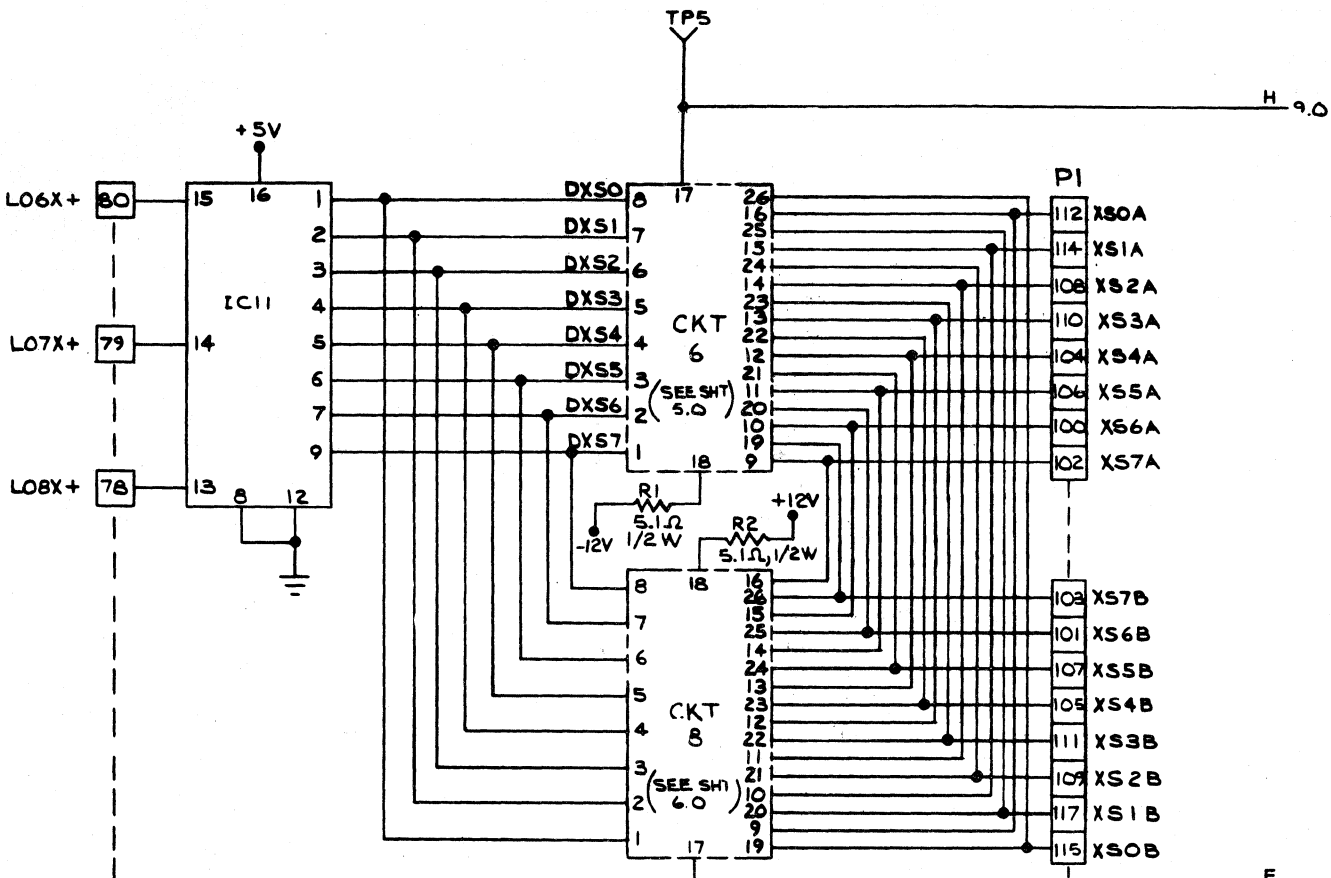 TP5
H
9.0
+5V
P1
L06X+ 80 15 16 1 DXS0 8 17 26
16 112 XS0A
2 DXS1 7 25
15 114 XS1A
3 DXS2 6 24
14 108 XS2A
IC11
4 DXS3 5 23
13 110 XS3A
CKT
6
22
L07X+ 79 14 5 DXS4 4 12 104 XS4A
21
6 DXS5 3 11 106 XS5A
(SEE SHT
5.0)
20
7 DXS6 2 10 100 XS6A
19
9 DXS7 1 18 9 102 XS7A
L08X+ 78 13 8 12
R1
5.1Ω
1/2 W
-12V
+12V
R2
5.1Ω, 1/2W
8 18 16
26 103 XS7B
7 15
25 101 XS6B
6 14
24 107 XS5B
5 13
23 105 XS4B
CKT
8
4 12
22 111 XS3B
3 11
21 109 XS2B
(SEE SHT
6.0)
2 10
20 117 XS1B
1 17 9
19 115 XS0B